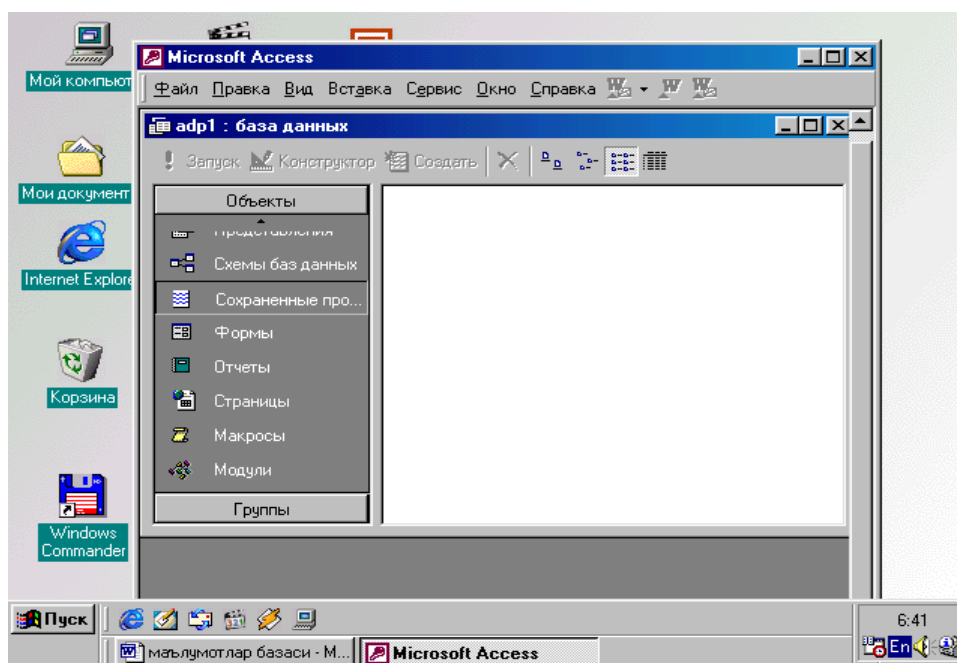 Мой компьют
Мои документ
Internet Explore
Корзина
Windows
Commander
Microsoft Access
Файл Правка Вид Вставка Сервис Окно Справка
adp1 : база данных
Запуск Конструктор Создать
Объекты
Представления
Схемы баз данных
Сохраненные про...
Формы
Отчеты
Страницы
Макросы
Модули
Группы
Пуск
6:41
маълумотлар базаси - М...
Microsoft Access
En